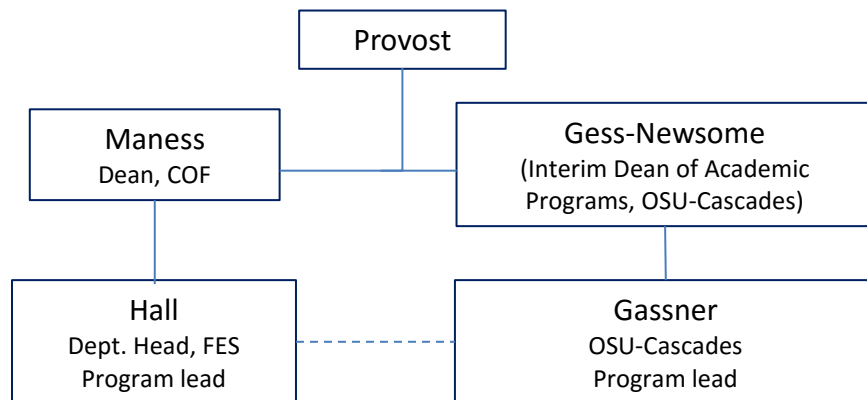 Provost
Maness
Dean, COF
Gess-Newsome
(Interim Dean of Academic
Programs, OSU-Cascades)
Hall
Dept. Head, FES
Program lead
Gassner
OSU-Cascades
Program lead